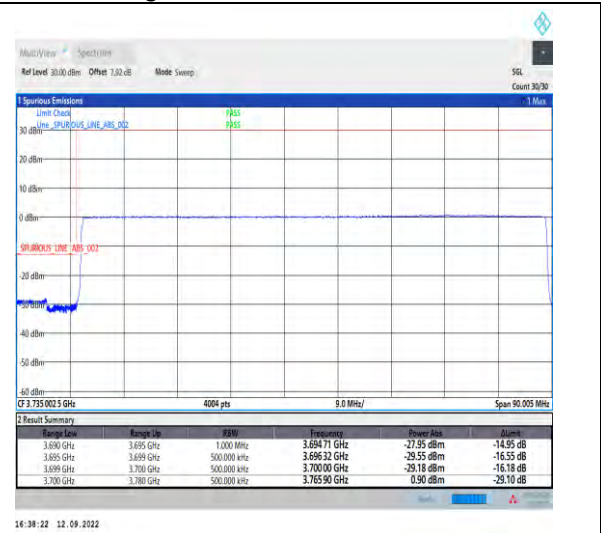 MultiView Spectrum
Ref Level 30.00 dBm Offset 7.92 dB Mode Sweep SGL
Count 30/30
1 Spurious Emissions 1 Max
Limit Check PASS
Line _SPURIOUS_LINE_ABS_002 PASS
30 dBm
20 dBm
10 dBm
0 dBm
SPURIOUS_LINE_ABS_002
-20 dBm
-30 dBm
-40 dBm
-50 dBm
-60 dBm
CF 3.735 002 5 GHz 4004 pts 9.0 MHz/ Span 90.005 MHz
2 Result Summary
Range Low Range Up RBW Frequency Power Abs ΔLimit
3.690 GHz 3.695 GHz 1.000 MHz 3.694 71 GHz -27.95 dBm -14.95 dB
3.695 GHz 3.699 GHz 500.000 kHz 3.696 32 GHz -29.55 dBm -16.55 dB
3.699 GHz 3.700 GHz 500.000 kHz 3.700 00 GHz -29.18 dBm -16.18 dB
3.700 GHz 3.780 GHz 500.000 kHz 3.765 90 GHz 0.90 dBm -29.10 dB
16:38:22 12.09.2022